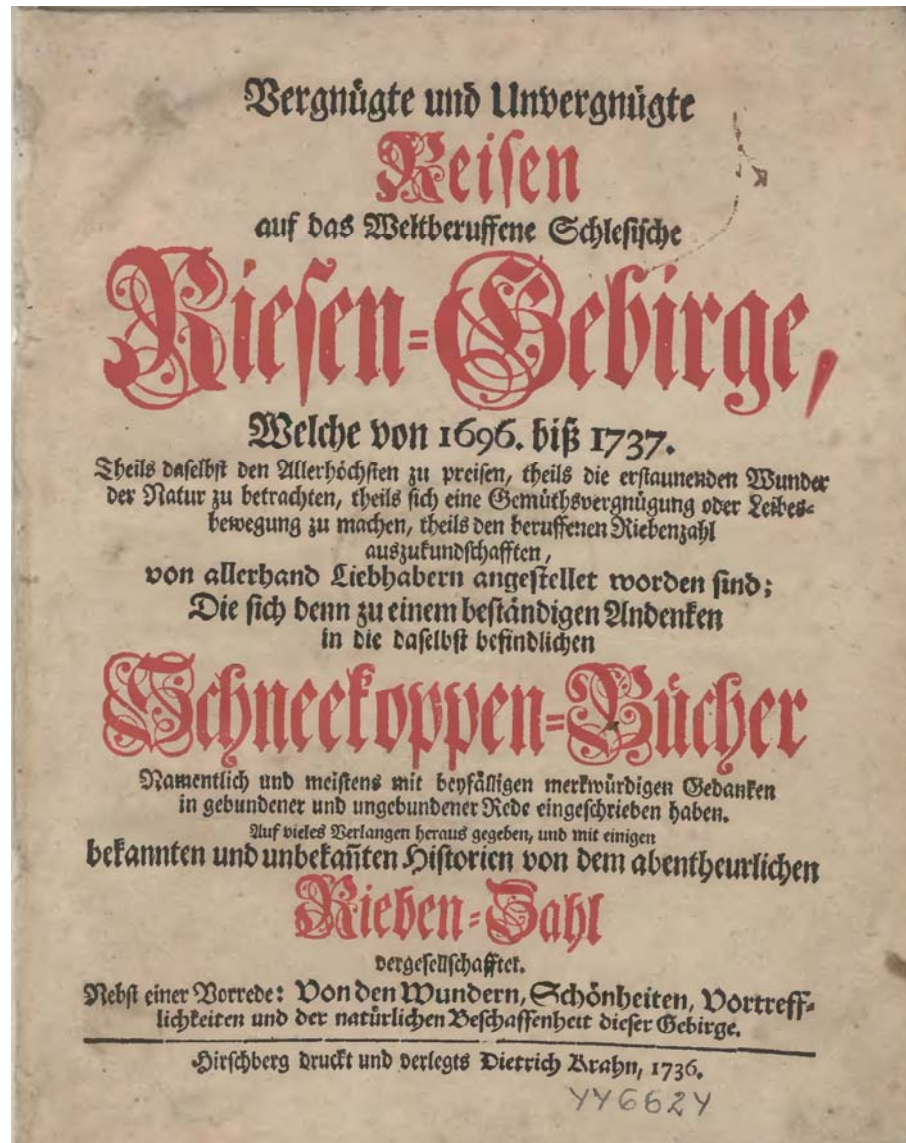 Vergnügte und Unvergnügte
Reisen
auf das Weltberuffene Schlesische
Riesen-Gebirge,
Welche von 1696. biß 1737.
Theils daselbst den Allerhöchsten zu preisen, theils die erstaunenden Wunder
der Natur zu betrachten, theils sich eine Gemüthsvergnügung oder Leibes-
bewegung zu machen, theils den beruffenen Riebenzahl
auszukundschafften,
von allerhand Liebhabern angestellet worden sind;
Die sich denn zu einem beständigen Andenken
in die daselbst befindlichen
Schneekoppen-Bücher
Namentlich und meistens mit beyfälligen merkwürdigen Gedanken
in gebundener und ungebundener Rede eingeschrieben haben.
Auf vieles Verlangen heraus gegeben, und mit einigen
bekannten und unbekañten Historien von dem abentheurlichen
Rieben-Zahl
vergesellschafftet.
Nebst einer Vorrede: Von den Wundern, Schönheiten, Vortreff-
lichkeiten und der natürlichen Beschaffenheit dieser Gebirge.
Hirschberg druckt und verlegts Dietrich Krahn, 1736.
YY6624